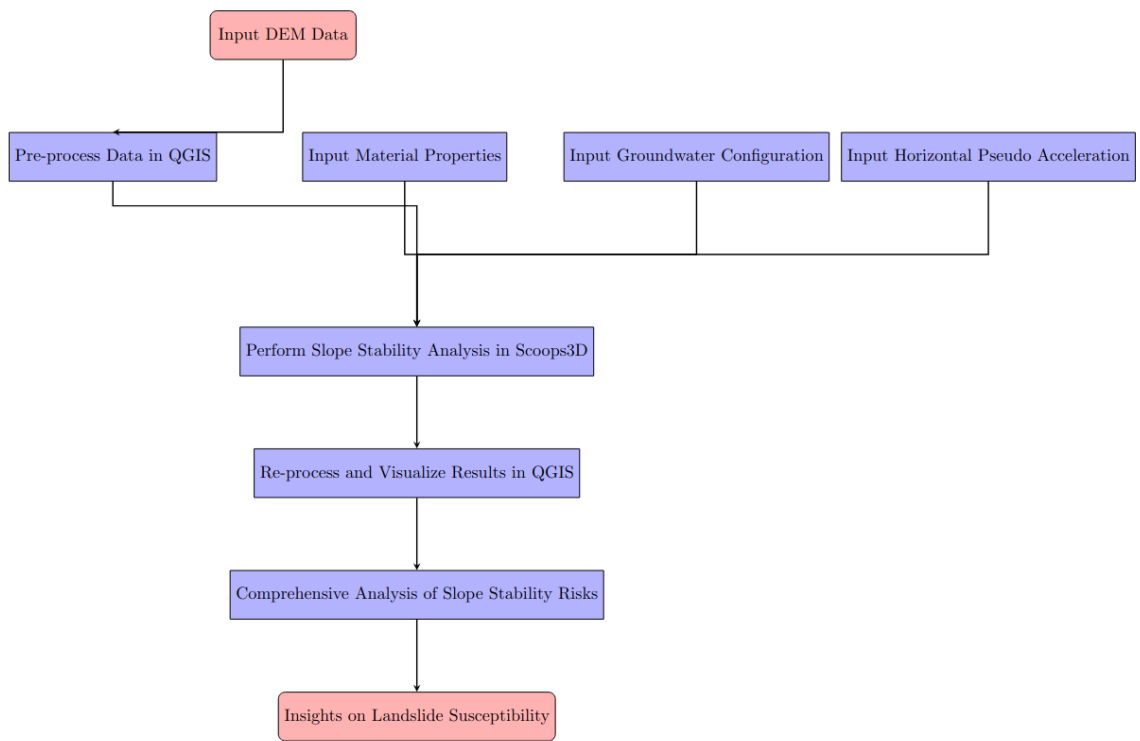 Input DEM Data
Pre-process Data in QGIS
Input Material Properties
Input Groundwater Configuration
Input Horizontal Pseudo Acceleration
Perform Slope Stability Analysis in Scoops3D
Re-process and Visualize Results in QGIS
Comprehensive Analysis of Slope Stability Risks
Insights on Landslide Susceptibility